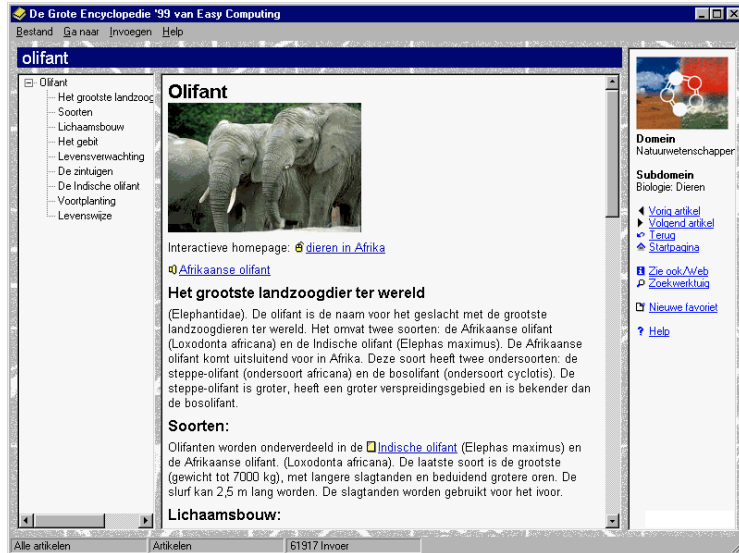 De Grote Encyclopedie '99 van Easy Computing
Bestand Ga naar Invoegen Help
olifant
Olifant
Het grootste landzoog
Soorten
Lichaamsbouw
Het gebit
Levensverwachting
De zintuigen
De Indische olifant
Voortplanting
Levenswijze
Olifant
Interactieve homepage: dieren in Afrika
Afrikaanse olifant
Het grootste landzoogdier ter wereld
(Elephantidae). De olifant is de naam voor het geslacht met de grootste
landzoogdieren ter wereld. Het omvat twee soorten: de Afrikaanse olifant
(Loxodonta africana) en de Indische olifant (Elephas maximus). De Afrikaanse
olifant komt uitsluitend voor in Afrika. Deze soort heeft twee ondersoorten: de
steppe-olifant (ondersoort africana) en de bosolifant (ondersoort cyclotis). De
steppe-olifant is groter, heeft een groter verspreidingsgebied en is bekender dan
de bosolifant.
Soorten:
Olifanten worden onderverdeeld in de Indische olifant (Elephas maximus) en
de Afrikaanse olifant. (Loxodonta africana). De laatste soort is de grootste
(gewicht tot 7000 kg), met langere slagtanden en beduidend grotere oren. De
slurf kan 2,5 m lang worden. De slagtanden worden gebruikt voor het ivoor.
Lichaamsbouw:
Domein
Natuurwetenschapper
Subdomein
Biologie: Dieren
Vorig artikel
Volgend artikel
Terug
Startpagina
Zie ook/Web
Zoekwerktuig
Nieuwe favoriet
Help
Alle artikelen Artikelen 61917 Invoer